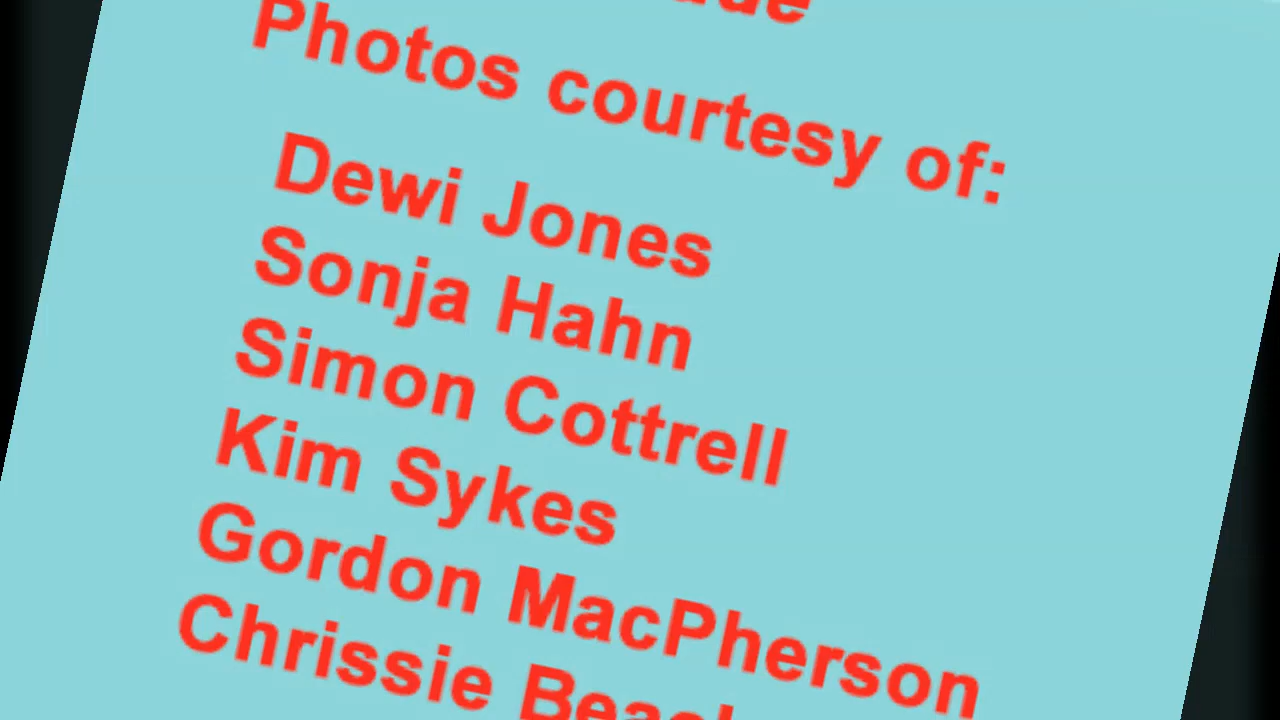 Photos courtesy of:
Dewi Jones
Sonja Hahn
Simon Cottrell
Kim Sykes
Gordon MacPherson
Chrissie